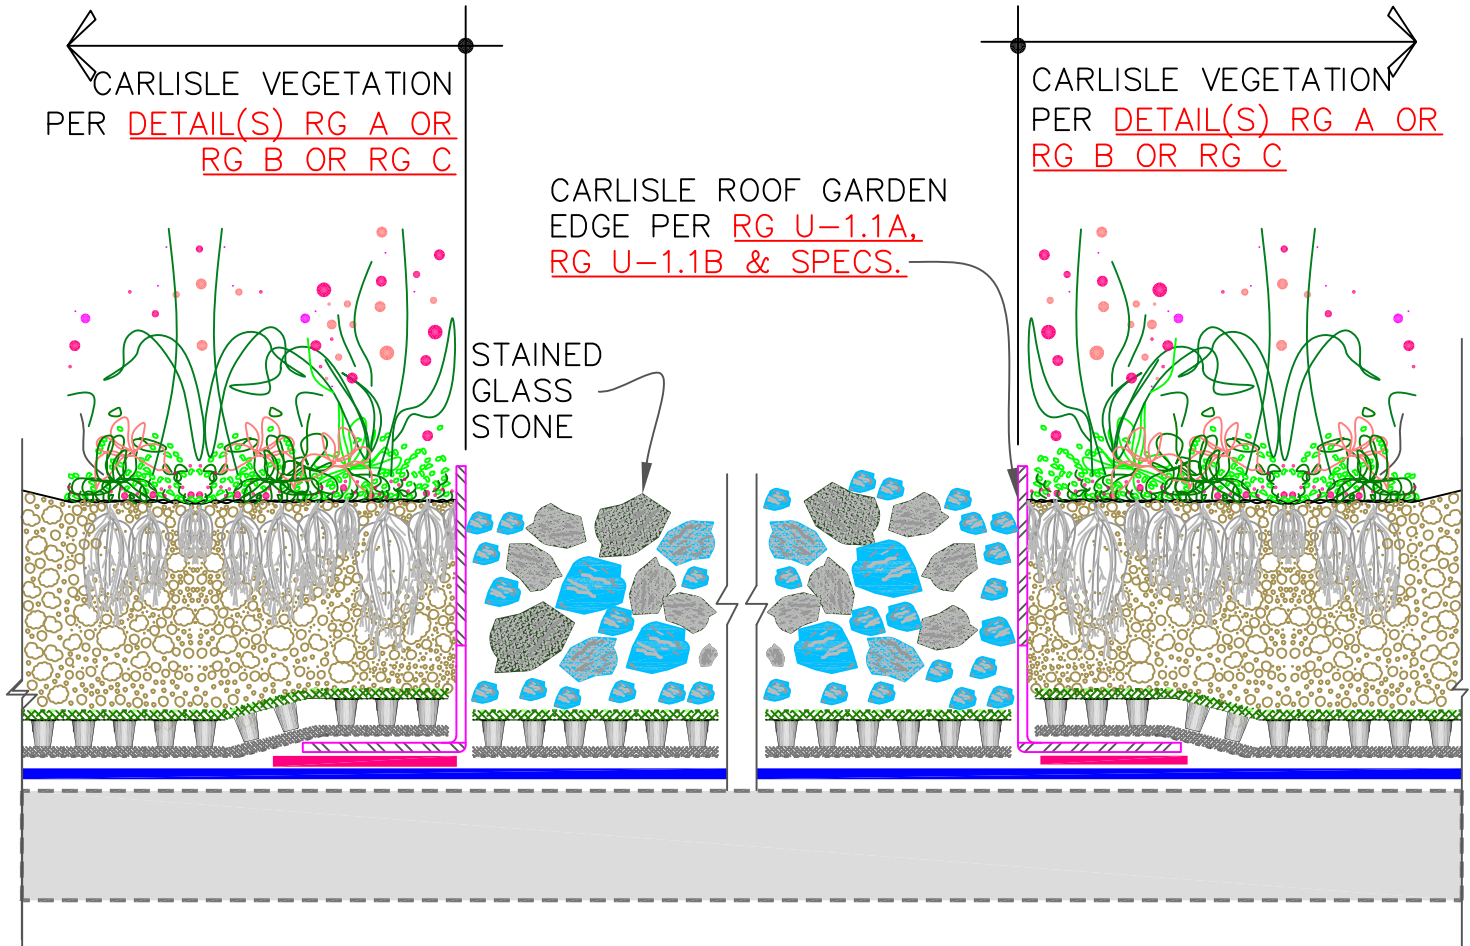 CARLISLE VEGETATION
PER DETAIL(S) RG A OR
RG B OR RG C
CARLISLE VEGETATION
PER DETAIL(S) RG A OR
RG B OR RG C
CARLISLE ROOF GARDEN
EDGE PER RG U-1.1A,
RG U-1.1B & SPECS.
STAINED
GLASS
STONE